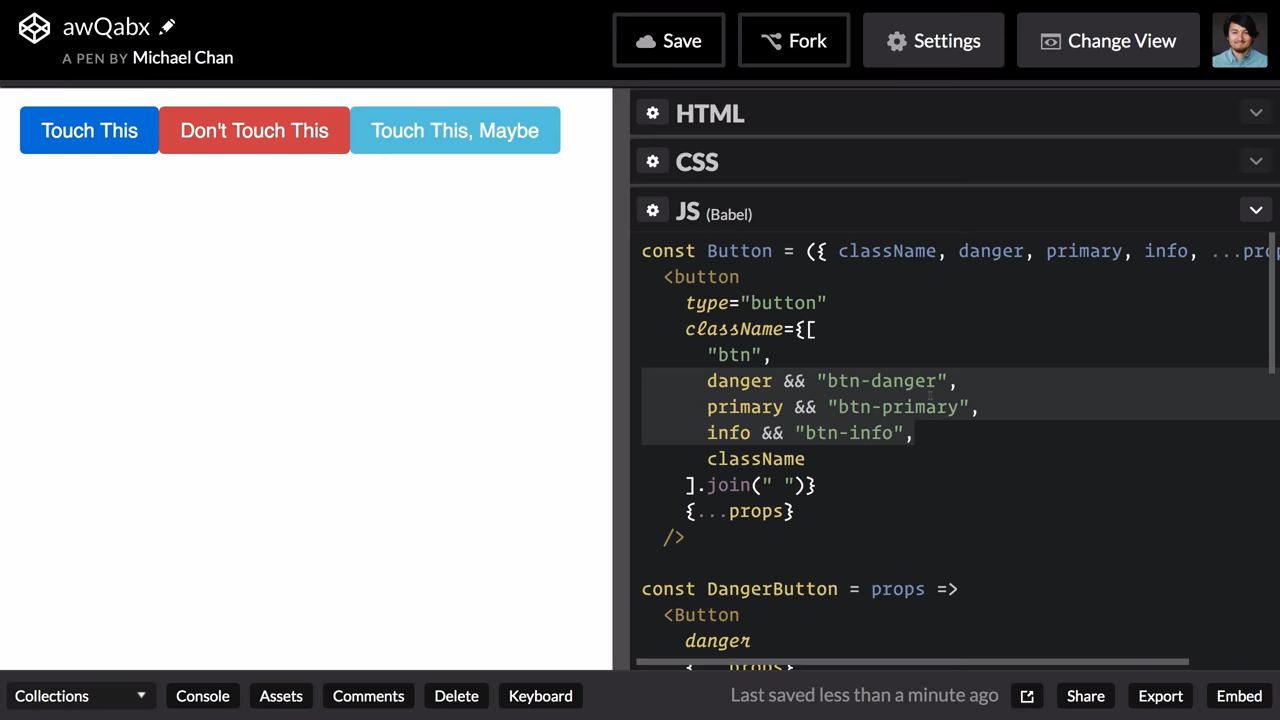 awQabx
A PEN BY Michael Chan
Save
Fork
Settings
Change View
Touch This
Don't Touch This
Touch This, Maybe
HTML
CSS
JS (Babel)
const Button = ({ className, danger, primary, info, ...prop
<button
type="button"
className={[
"btn",
danger && "btn-danger",
primary && "btn-primary",
info && "btn-info",
className
].join(" ")}
{...props}
/>
const DangerButton = props =>
<Button
danger
{...props}
Collections
Console
Assets
Comments
Delete
Keyboard
Last saved less than a minute ago
Share
Export
Embed